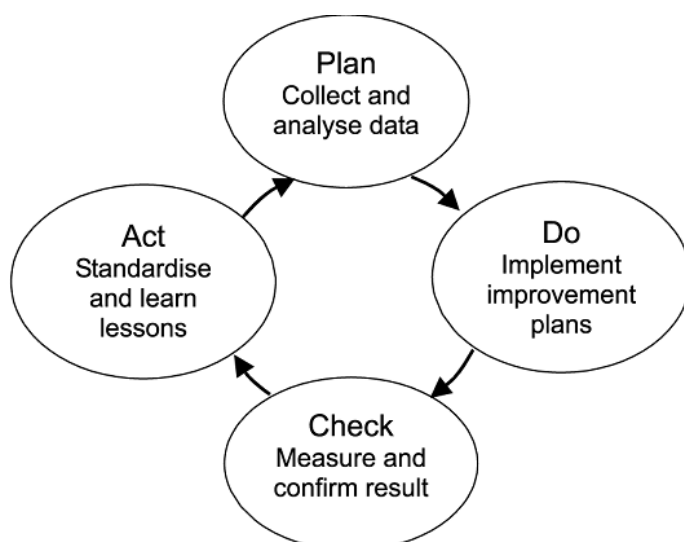 Plan
Collect and
analyse data
Do
Implement
improvement
plans
Check
Measure and
confirm result
Act
Standardise
and learn
lessons